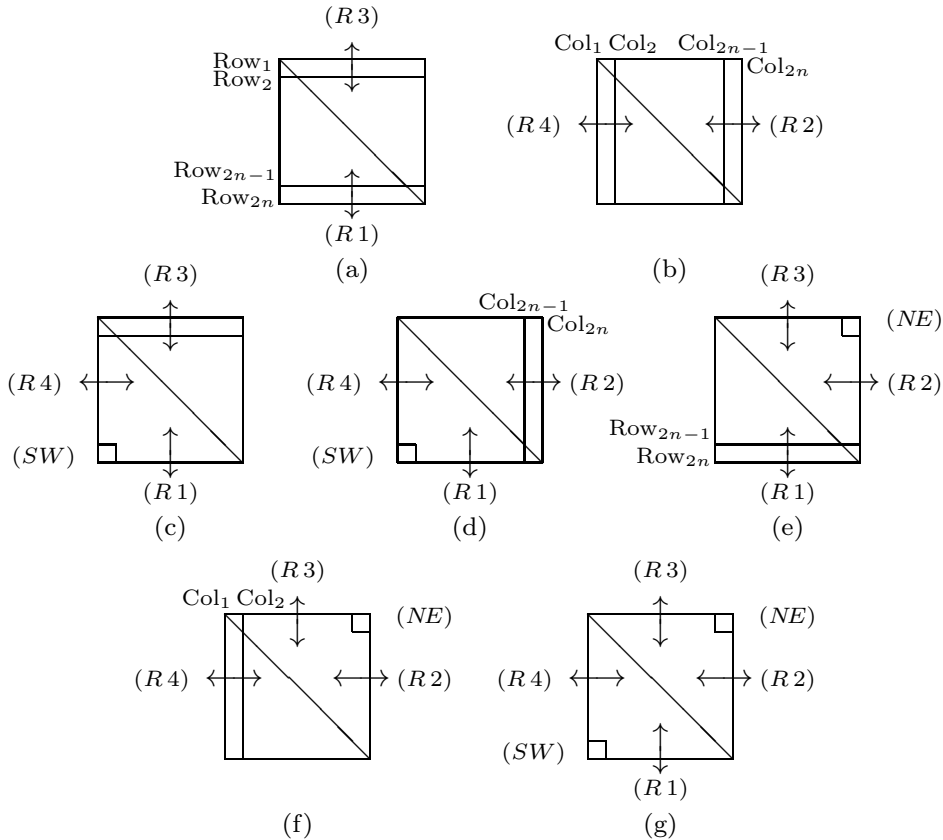 (R 3)
Row₁
Row₂
Row₂ₙ₋₁
Row₂ₙ
(R 1)
(a)
Col₁ Col₂ Col₂ₙ₋₁
Col₂ₙ
(R 4) (R 2)
(b)
(R 3)
(R 4)
(SW)
(R 1)
(c)
Col₂ₙ₋₁
Col₂ₙ
(R 4) (R 2)
(SW)
(R 1)
(d)
(R 3)
(NE)
(R 2)
Row₂ₙ₋₁
Row₂ₙ
(R 1)
(e)
(R 3)
Col₁ Col₂
(NE)
(R 4) (R 2)
(f)
(R 3)
(NE)
(R 4) (R 2)
(SW)
(R 1)
(g)